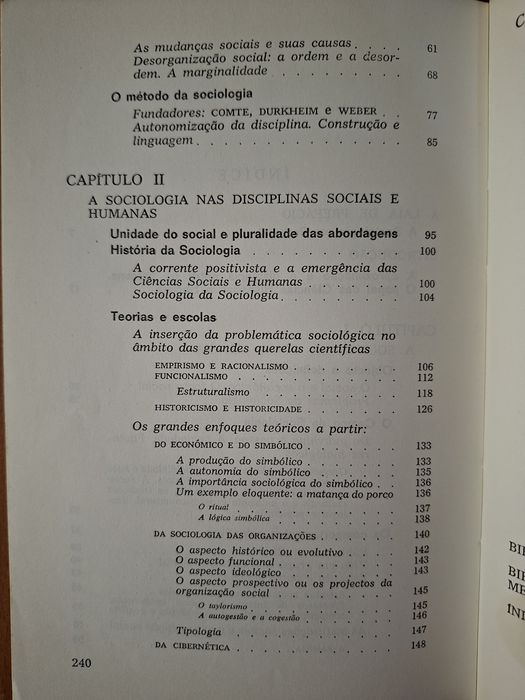 As mudanças sociais e suas causas . . . . 61
Desorganização social: a ordem e a desor-
dem. A marginalidade . . . . . . . . . 68
O método da sociologia
Fundadores: COMTE, DURKHEIM e WEBER . . 77
Autonomização da disciplina. Construção e
linguagem . . . . . . . . . . . . . . 85
CAPÍTULO II
A SOCIOLOGIA NAS DISCIPLINAS SOCIAIS E
HUMANAS
Unidade do social e pluralidade das abordagens 95
História da Sociologia . . . . . . . . . . 100
A corrente positivista e a emergência das
Ciências Sociais e Humanas . . . . . . . 100
Sociologia da Sociologia . . . . . . . . . 104
Teorias e escolas
A inserção da problemática sociológica no
âmbito das grandes querelas científicas
EMPIRISMO E RACIONALISMO . . . . . . . . 106
FUNCIONALISMO . . . . . . . . . . . . 112
Estruturalismo . . . . . . . . . . . 118
HISTORICISMO E HISTORICIDADE . . . . . . . 126
Os grandes enfoques teóricos a partir:
DO ECONÓMICO E DO SIMBÓLICO . . . . . . . 133
A produção do simbólico . . . . . . 133
A autonomia do simbólico . . . . . . 135
A importância sociológica do simbólico . . 136
Um exemplo eloquente: a matança do porco 136
O ritual . . . . . . . . . . . . 137
A lógica simbólica . . . . . . . . . 138
DA SOCIOLOGIA DAS ORGANIZAÇÕES . . . . . . 140
O aspecto histórico ou evolutivo . . . . 142
O aspecto funcional . . . . . . . . 143
O aspecto ideológico . . . . . . . . 143
O aspecto prospectivo ou os projectos da
organização social . . . . . . . . . 145
O taylorismo . . . . . . . . . . . 145
A autogestão e a cogestão . . . . . . . 146
Tipologia . . . . . . . . . . . . 147
DA CIBERNÉTICA . . . . . . . . . . . . 148
240